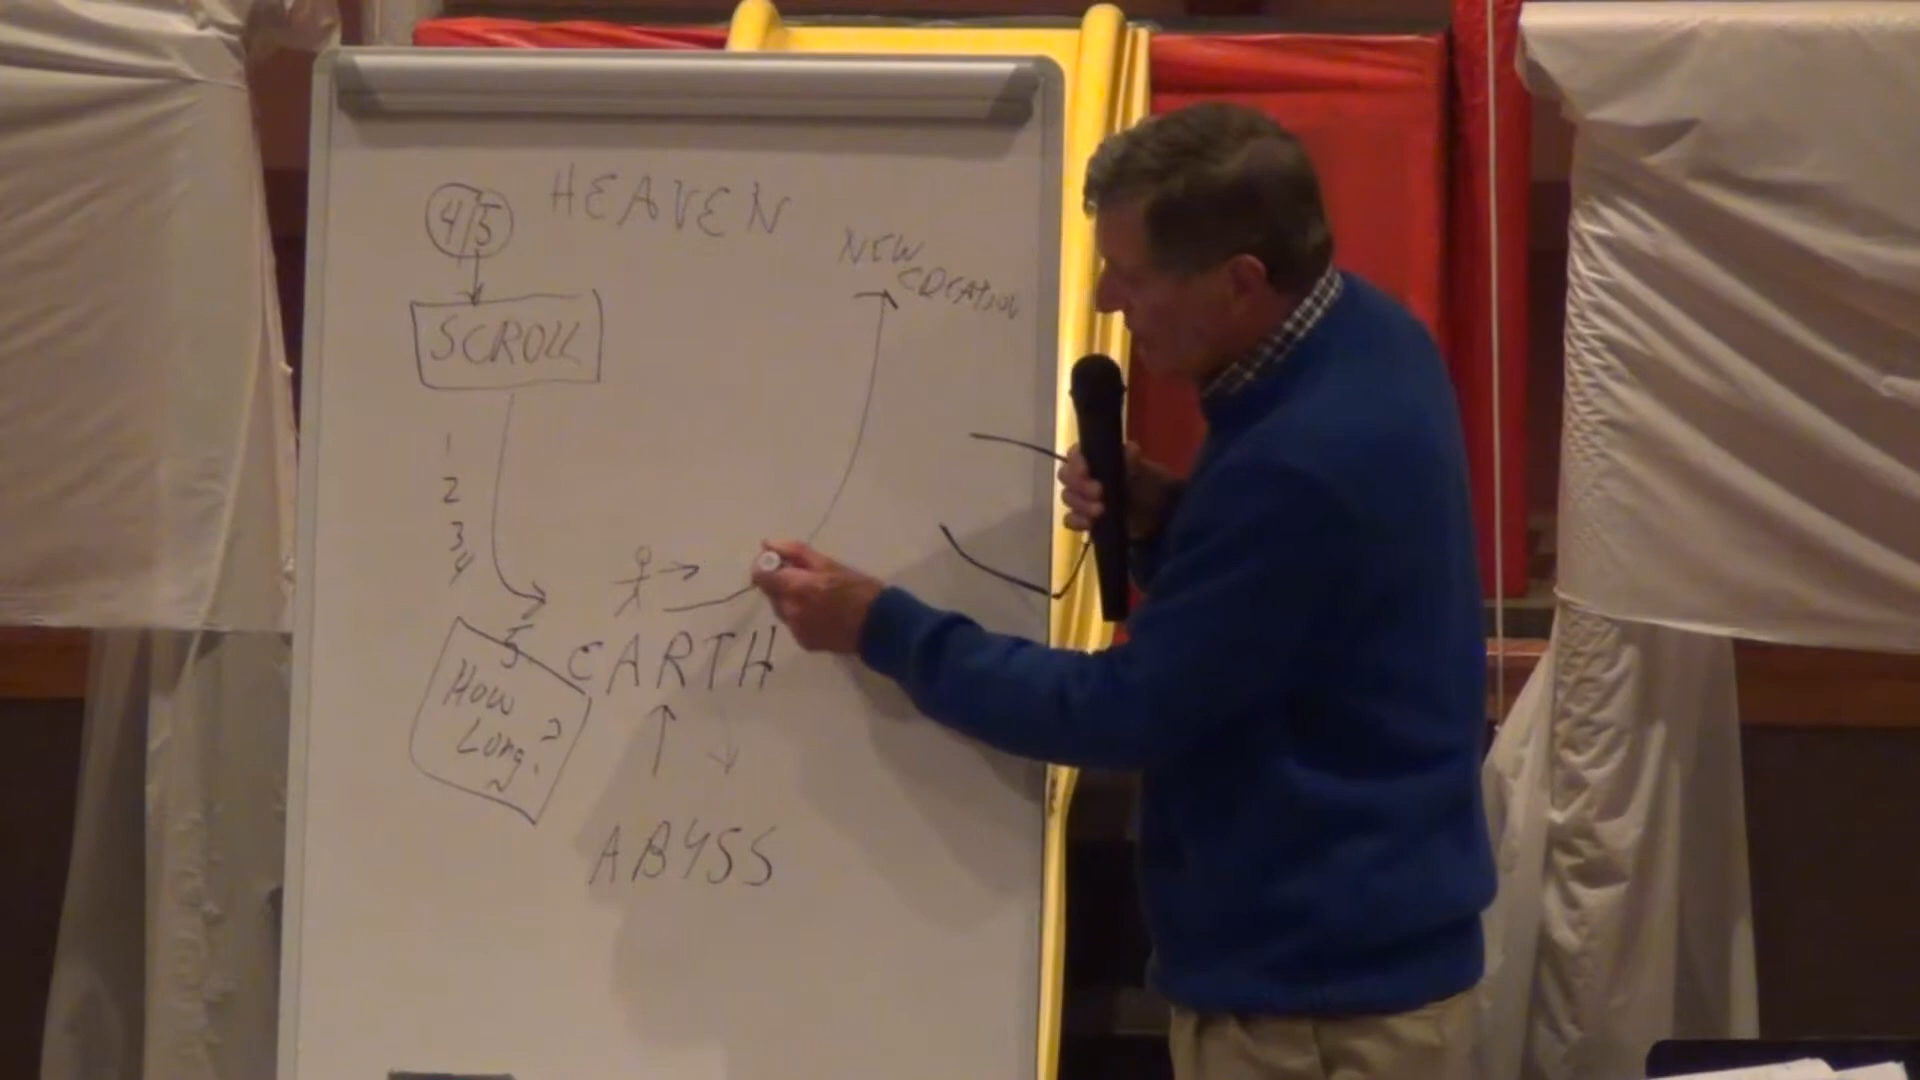 4/5
HEAVEN
NEW
CREATION
SCROLL
1
2
3
4
5
EARTH
How
Long?
ABYSS